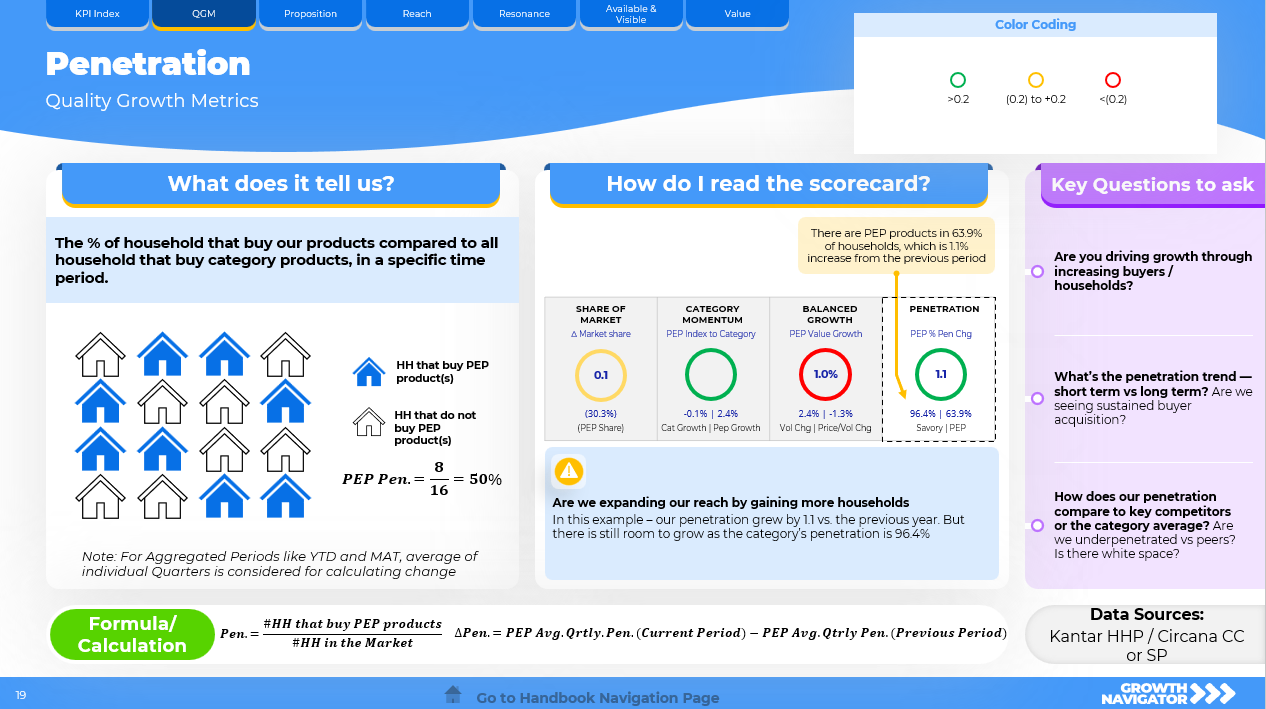 KPI Index
QGM
Proposition
Reach
Resonance
Available &
Visible
Value
Penetration
Quality Growth Metrics
Color Coding
>0.2
(0.2) to +0.2
<(0.2)
What does it tell us?
The % of household that buy our products compared to all
household that buy category products, in a specific time
period.
HH that buy PEP
product(s)
HH that do not
buy PEP
product(s)
PEP Pen. = 8/16 = 50%
Note: For Aggregated Periods like YTD and MAT, average of
individual Quarters is considered for calculating change
How do I read the scorecard?
There are PEP products in 63.9%
of households, which is 1.1%
increase from the previous period
SHARE OF
MARKET
Δ Market share
0.1
(30.3%)
(PEP Share)
CATEGORY
MOMENTUM
PEP Index to Category
-0.1% | 2.4%
Cat Growth | Pep Growth
BALANCED
GROWTH
PEP Value Growth
1.0%
2.4% | -1.3%
Vol Chg | Price/Vol Chg
PENETRATION
PEP % Pen Chg
1.1
96.4% | 63.9%
Savory | PEP
Are we expanding our reach by gaining more households
In this example – our penetration grew by 1.1 vs. the previous year. But
there is still room to grow as the category's penetration is 96.4%
Key Questions to ask
Are you driving growth through
increasing buyers /
households?
What's the penetration trend —
short term vs long term? Are we
seeing sustained buyer
acquisition?
How does our penetration
compare to key competitors
or the category average? Are
we underpenetrated vs peers?
Is there white space?
Formula/
Calculation
Pen. = #HH that buy PEP products / #HH in the Market
ΔPen. = PEP Avg. Qrtly. Pen. (Current Period) − PEP Avg. Qtrly Pen. (Previous Period)
Data Sources:
Kantar HHP / Circana CC
or SP
19
Go to Handbook Navigation Page
GROWTH
NAVIGATOR